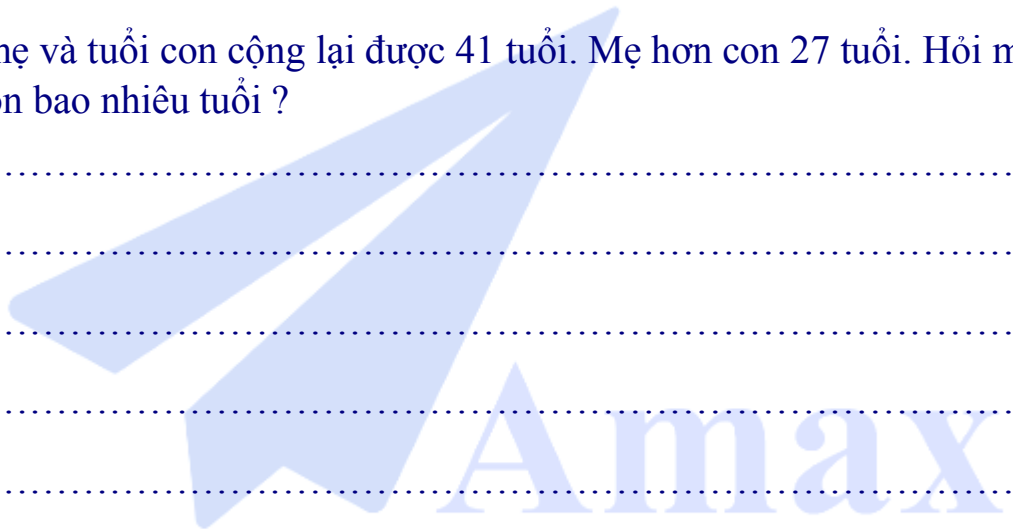 mẹ và tuổi con cộng lại được 41 tuổi. Mẹ hơn con 27 tuổi. Hỏi
bao nhiêu tuổi ?
........................................................................
........................................................................
........................................................................
........................................................................
........................................................................
Amax